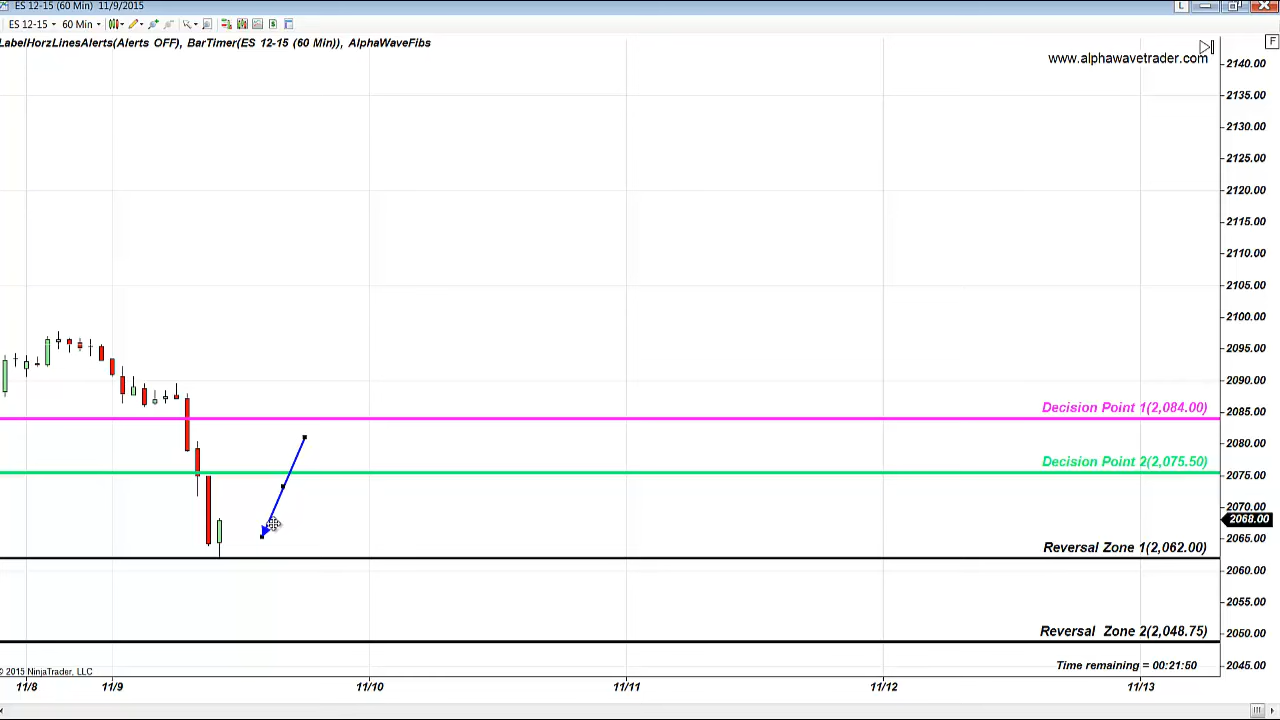 ES 12-15 (60 Min) 11/9/2015
ES 12-15 60 Min
LabelHorzLinesAlerts(Alerts OFF), BarTimer(ES 12-15 (60 Min)), AlphaWaveFibs
L
F
$
www.alphawavetrader.com
2140.00
2135.00
2130.00
2125.00
2120.00
2115.00
2110.00
2105.00
2100.00
2095.00
2090.00
2085.00
Decision Point 1(2,084.00)
2080.00
Decision Point 2(2,075.50)
2075.00
2070.00
2068.00
2065.00
Reversal Zone 1(2,062.00)
2060.00
2055.00
Reversal  Zone 2(2,048.75)
2050.00
2045.00
Time remaining = 00:21:50
© 2015 NinjaTrader, LLC
11/8 11/9 11/10 11/11 11/12 11/13